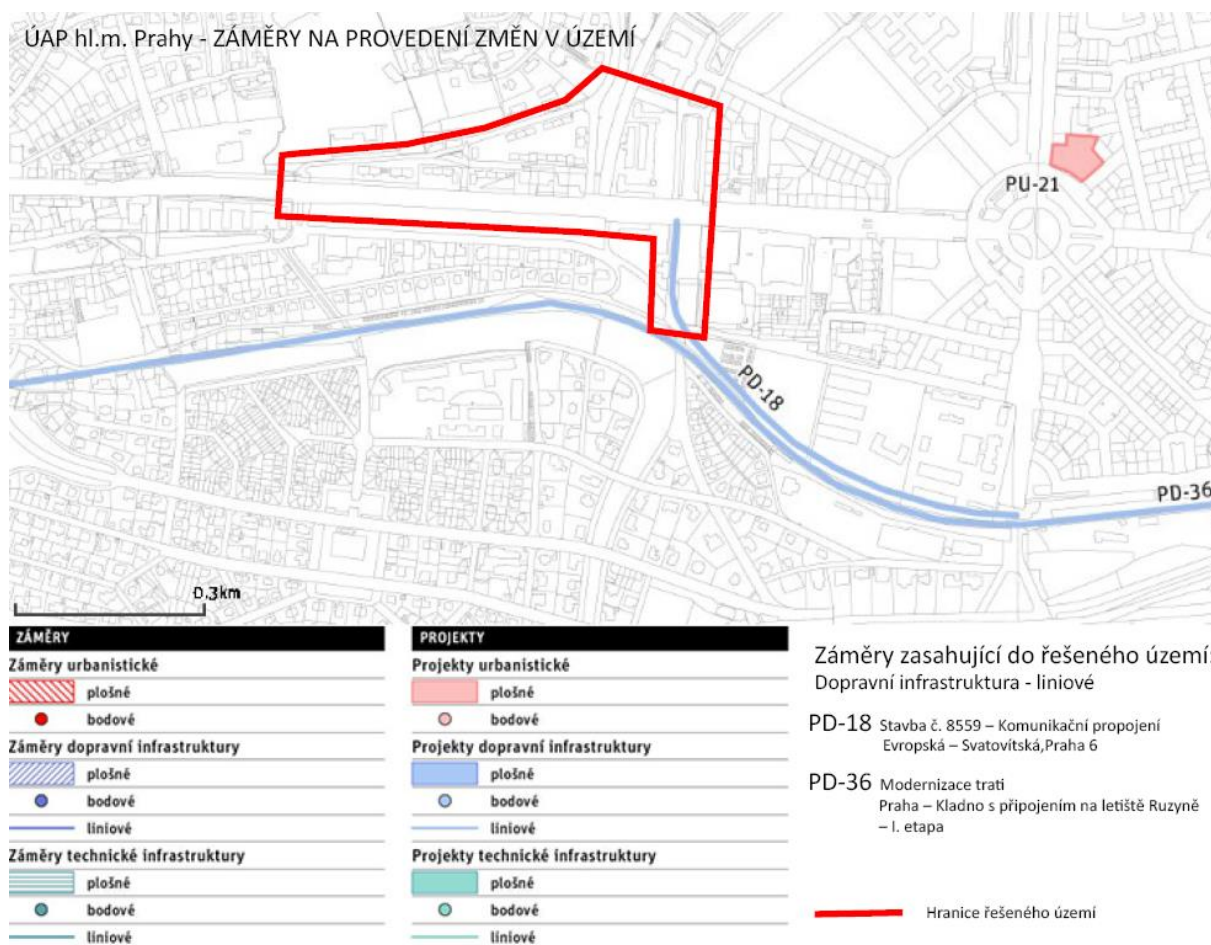 ÚAP hl.m. Prahy - ZÁMĚRY NA PROVEDENÍ ZMĚN V ÚZEMÍ
PU-21
PD-18
PD-36
0.3km
ZÁMĚRY
Záměry urbanistické
plošné
bodové
Záměry dopravní infrastruktury
plošné
bodové
liniové
Záměry technické infrastruktury
plošné
bodové
liniové
PROJEKTY
Projekty urbanistické
plošné
bodové
Projekty dopravní infrastruktury
plošné
bodové
liniové
Projekty technické infrastruktury
plošné
bodové
liniové
Záměry zasahující do řešeného území:
Dopravní infrastruktura - liniové
PD-18 Stavba č. 8559 – Komunikační propojení
Evropská – Svatovítská,Praha 6
PD-36 Modernizace trati
Praha – Kladno s připojením na letiště Ruzyně
– I. etapa
Hranice řešeného území